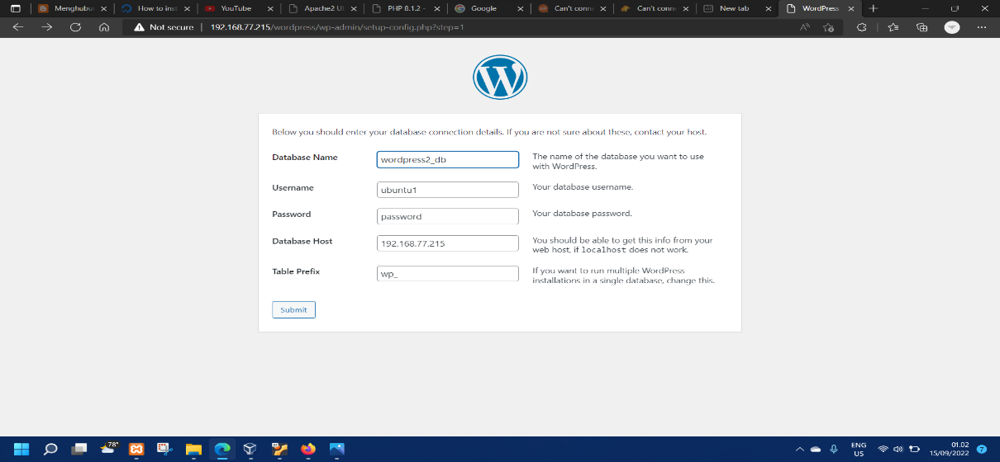 Menghubu
How to inst
YouTube
Apache2 U
PHP 8.1.2 -
Google
Can't conn
Can't conn
New tab
WordPress
Not secure
192.168.77.215/wordpress/wp-admin/setup-config.php?step=1
Below you should enter your database connection details. If you are not sure about these, contact your host.
Database Name
wordpress2_db
The name of the database you want to use
with WordPress.
Username
ubuntu1
Your database username.
Password
password
Your database password.
Database Host
192.168.77.215
You should be able to get this info from your
web host, if localhost does not work.
Table Prefix
wp_
If you want to run multiple WordPress
installations in a single database, change this.
Submit
78°
ENG
US
01.02
15/09/2022
7